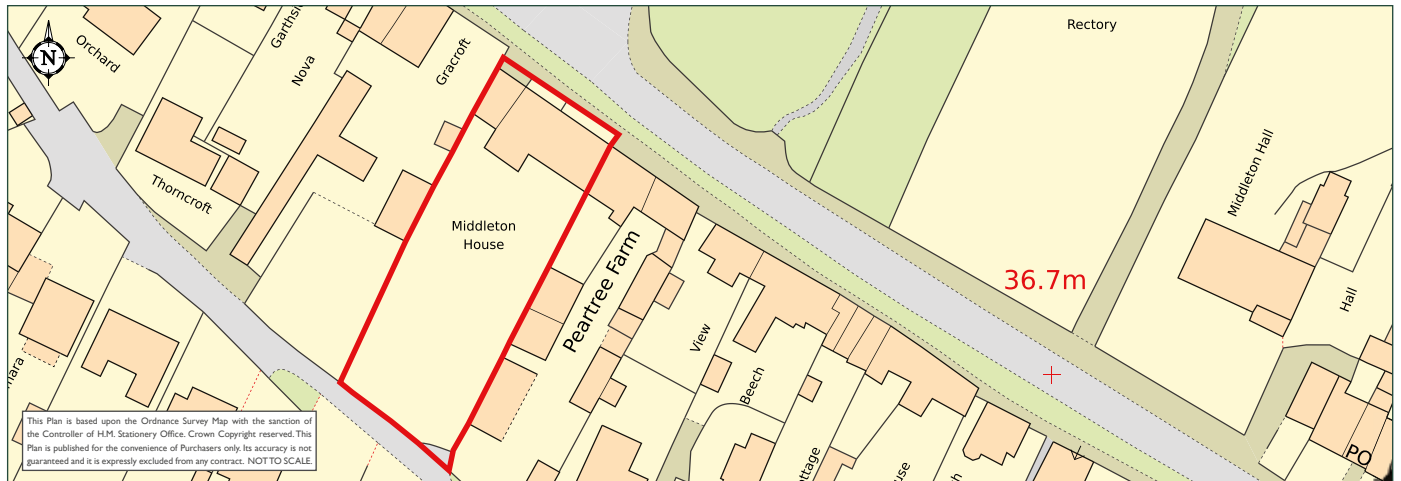 Rectory
Orchard
Nova
Gracroft
N
Middleton Hall
Thorncroft
Middleton
House
Peartree Farm
36.7m
Hall
View
Beech
PO
This Plan is based upon the Ordnance Survey Map with the sanction of
the Controller of H.M. Stationery Office. Crown Copyright reserved. This
Plan is published for the convenience of Purchasers only. Its accuracy is not
guaranteed and it is expressly excluded from any contract. NOT TO SCALE.